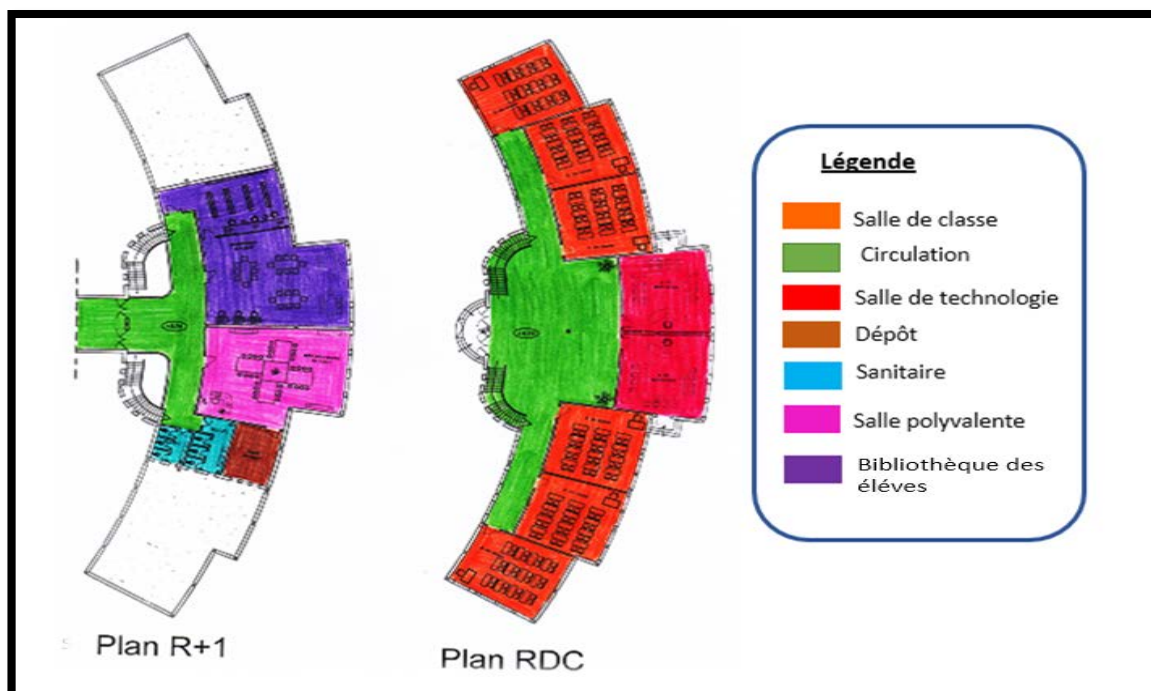 Plan R+1
Plan RDC
Légende
Salle de classe
Circulation
Salle de technologie
Dépôt
Sanitaire
Salle polyvalente
Bibliothèque des
éléves